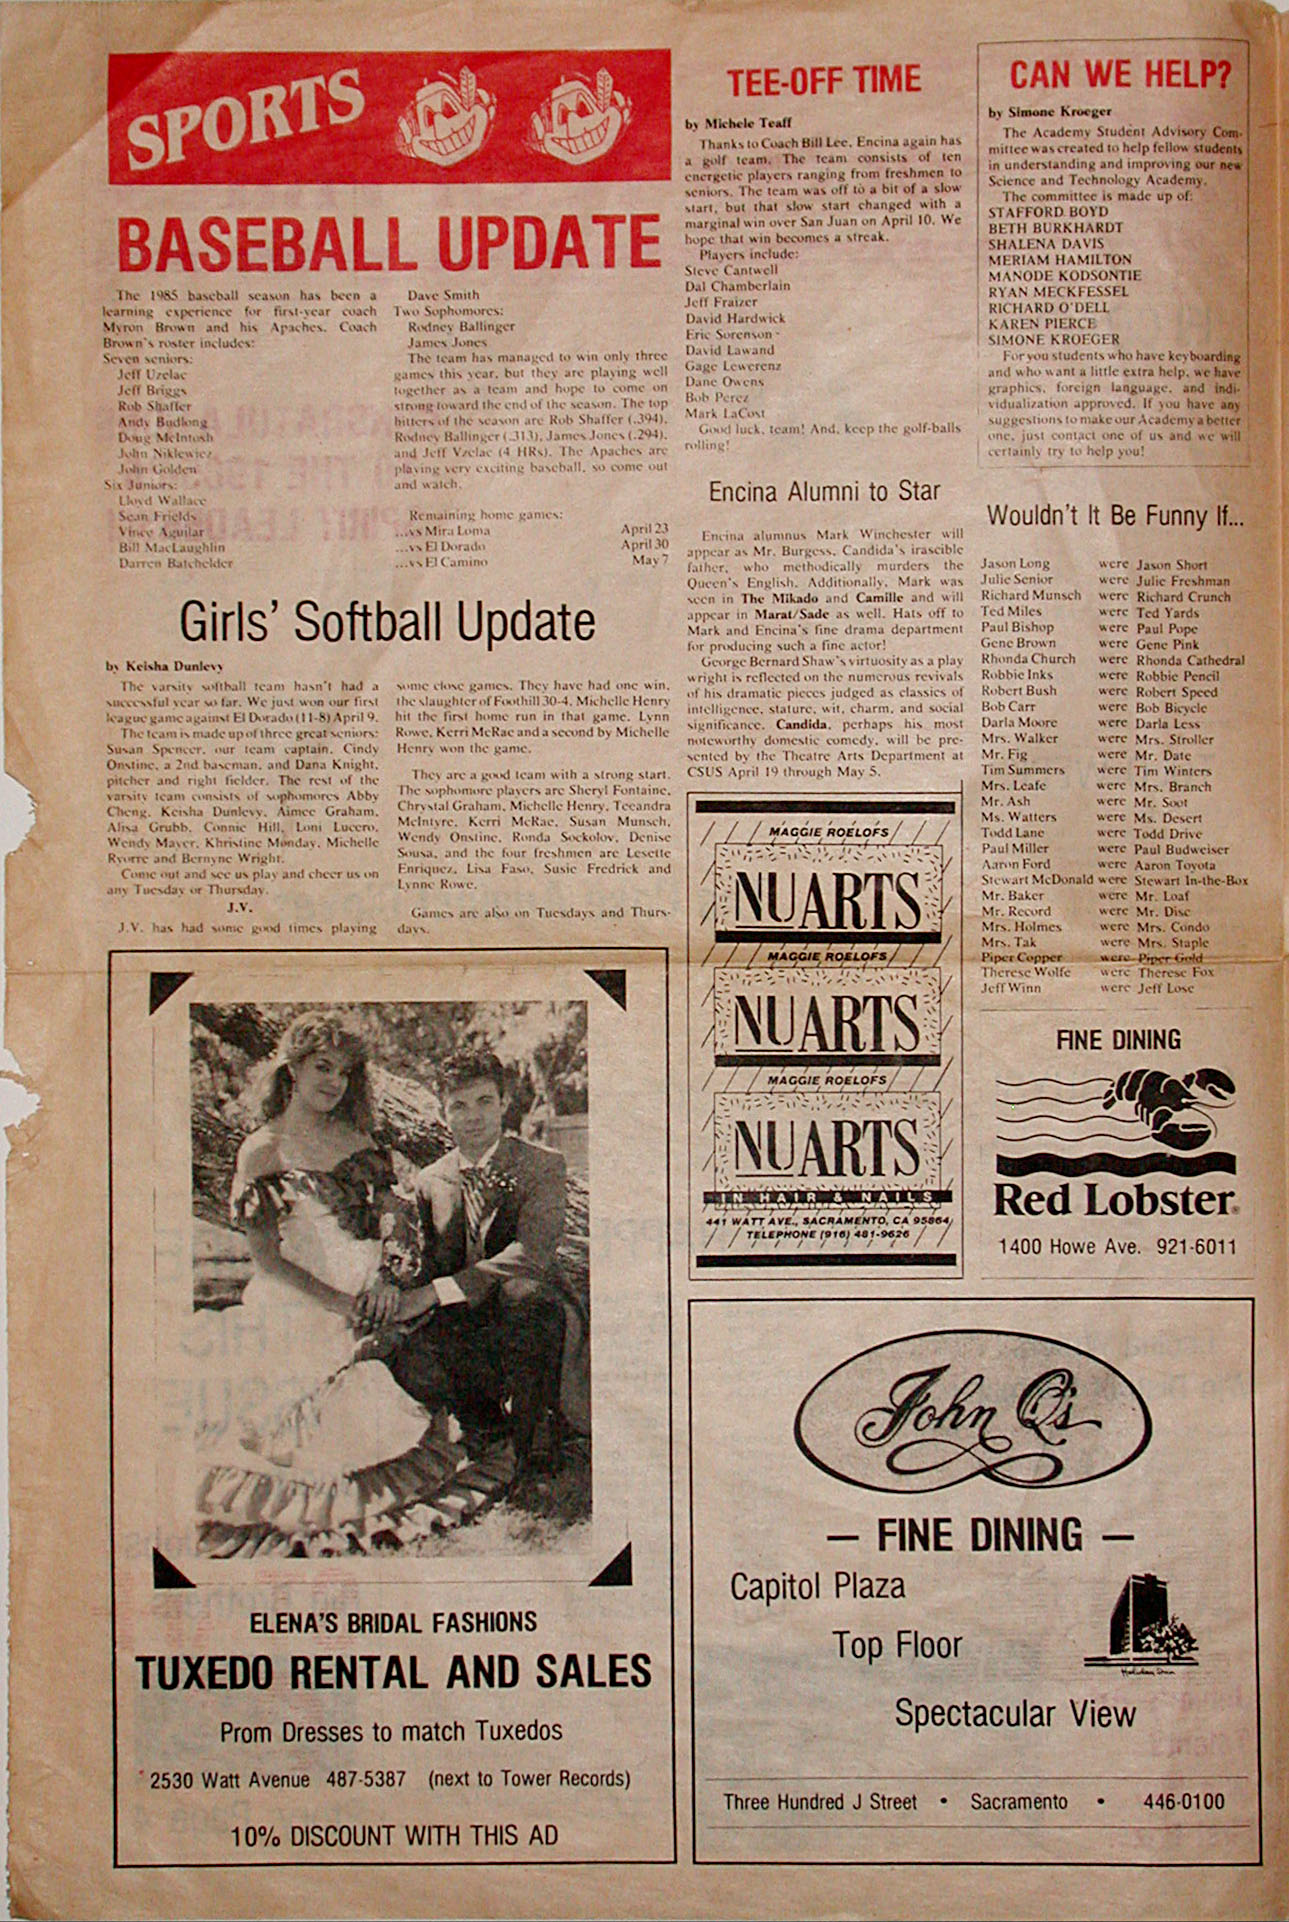 SPORTS
BASEBALL UPDATE
The 1985 baseball season has been a
learning experience for first-year coach
Myron Brown and his Apaches. Coach
Brown's roster includes:
Seven seniors:
Jeff Uzelac
Jeff Briggs
Rob Shaffer
Andy Budlong
Doug McIntosh
John Niklewicz
John Golden
Six Juniors:
Lloyd Wallace
Sean Frields
Vince Aguilar
Bill MacLaughlin
Darren Batchelder
Dave Smith
Two Sophomores:
Rodney Ballinger
James Jones
The team has managed to win only three
games this year, but they are playing well
together as a team and hope to come on
strong toward the end of the season. The top
hitters of the season are Rob Shaffer (.394),
Rodney Ballinger (.313), James Jones (.294),
and Jeff Vzelac (4 HRs). The Apaches are
playing very exciting baseball, so come out
and watch.
Remaining home games:
...vs Mira Loma April 23
...vs El Dorado April 30
...vs El Camino May 7
Girls' Softball Update
by Keisha Dunlevy
The varsity softball team hasn't had a
successful year so far. We just won our first
league game against El Dorado (11-8) April 9.
The team is made up of three great seniors:
Susan Spencer, our team captain, Cindy
Onstine, a 2nd baseman, and Dana Knight,
pitcher and right fielder. The rest of the
varsity team consists of sophomores Abby
Cheng, Keisha Dunlevy, Aimee Graham,
Alisa Grubb, Connie Hill, Loni Lucero,
Wendy Mayer, Khristine Monday, Michelle
Ryorre and Bernyne Wright.
Come out and see us play and cheer us on
any Tuesday or Thursday.
J.V.
J.V. has had some good times playing
some close games. They have had one win,
the slaughter of Foothill 30-4. Michelle Henry
hit the first home run in that game. Lynn
Rowe, Kerri McRae and a second by Michelle
Henry won the game.
They are a good team with a strong start.
The sophomore players are Sheryl Fontaine,
Chrystal Graham, Michelle Henry, Teeandra
McIntyre, Kerri McRae, Susan Munsch,
Wendy Onstine, Ronda Sockolov, Denise
Sousa, and the four freshmen are Lesette
Enriquez, Lisa Faso, Susie Fredrick and
Lynne Rowe.
Games are also on Tuesdays and Thurs-
days.
ELENA'S BRIDAL FASHIONS
TUXEDO RENTAL AND SALES
Prom Dresses to match Tuxedos
2530 Watt Avenue 487-5387 (next to Tower Records)
10% DISCOUNT WITH THIS AD
TEE-OFF TIME
by Michele Teaff
Thanks to Coach Bill Lee, Encina again has
a golf team. The team consists of ten
energetic players ranging from freshmen to
seniors. The team was off to a bit of a slow
start, but that slow start changed with a
marginal win over San Juan on April 10. We
hope that win becomes a streak.
Players include:
Steve Cantwell
Dal Chamberlain
Jeff Fraizer
David Hardwick
Eric Sorenson
David Lawand
Gage Lewerenz
Dane Owens
Bob Perez
Mark LaCost
Good luck, team! And, keep the golf-balls
rolling!
Encina Alumni to Star
Encina alumnus Mark Winchester will
appear as Mr. Burgess, Candida's irascible
father, who methodically murders the
Queen's English. Additionally, Mark was
seen in The Mikado and Camille and will
appear in Marat/Sade as well. Hats off to
Mark and Encina's fine drama department
for producing such a fine actor!
George Bernard Shaw's virtuosity as a play
wright is reflected on the numerous revivals
of his dramatic pieces judged as classics of
intelligence, stature, wit, charm, and social
significance. Candida, perhaps his most
noteworthy domestic comedy, will be pre-
sented by the Theatre Arts Department at
CSUS April 19 through May 5.
MAGGIE ROELOFS
NUARTS
MAGGIE ROELOFS
NUARTS
MAGGIE ROELOFS
NUARTS
IN HAIR & NAILS
441 WATT AVE., SACRAMENTO, CA 95864
TELEPHONE (916) 481-9626
CAN WE HELP?
by Simone Kroeger
The Academy Student Advisory Com-
mittee was created to help fellow students
in understanding and improving our new
Science and Technology Academy.
The committee is made up of:
STAFFORD BOYD
BETH BURKHARDT
SHALENA DAVIS
MERIAM HAMILTON
MANODE KODSONTIE
RYAN MECKFESSEL
RICHARD O'DELL
KAREN PIERCE
SIMONE KROEGER
For you students who have keyboarding
and who want a little extra help, we have
graphics, foreign language, and indi-
vidualization approved. If you have any
suggestions to make our Academy a better
one, just contact one of us and we will
certainly try to help you!
Wouldn't It Be Funny If...
Jason Long were Jason Short
Julie Senior were Julie Freshman
Richard Munsch were Richard Crunch
Ted Miles were Ted Yards
Paul Bishop were Paul Pope
Gene Brown were Gene Pink
Rhonda Church were Rhonda Cathedral
Robbie Inks were Robbie Pencil
Robert Bush were Robert Speed
Bob Carr were Bob Bicycle
Darla Moore were Darla Less
Mrs. Walker were Mrs. Stroller
Mr. Fig were Mr. Date
Tim Summers were Tim Winters
Mrs. Leafe were Mrs. Branch
Mr. Ash were Mr. Soot
Ms. Watters were Ms. Desert
Todd Lane were Todd Drive
Paul Miller were Paul Budweiser
Aaron Ford were Aaron Toyota
Stewart McDonald were Stewart In-the-Box
Mr. Baker were Mr. Loaf
Mr. Record were Mr. Disc
Mrs. Holmes were Mrs. Condo
Mrs. Tak were Mrs. Staple
Piper Copper were Piper Gold
Therese Wolfe were Therese Fox
Jeff Winn were Jeff Lose
FINE DINING
Red Lobster®
1400 Howe Ave. 921-6011
John Q's
— FINE DINING —
Capitol Plaza
Top Floor
Holiday Inn
Spectacular View
Three Hundred J Street • Sacramento • 446-0100